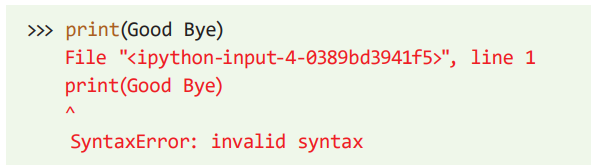 >>> print(Good Bye)
File "<ipython-input-4-0389bd3941f5>", line 1
print(Good Bye)
^
SyntaxError: invalid syntax